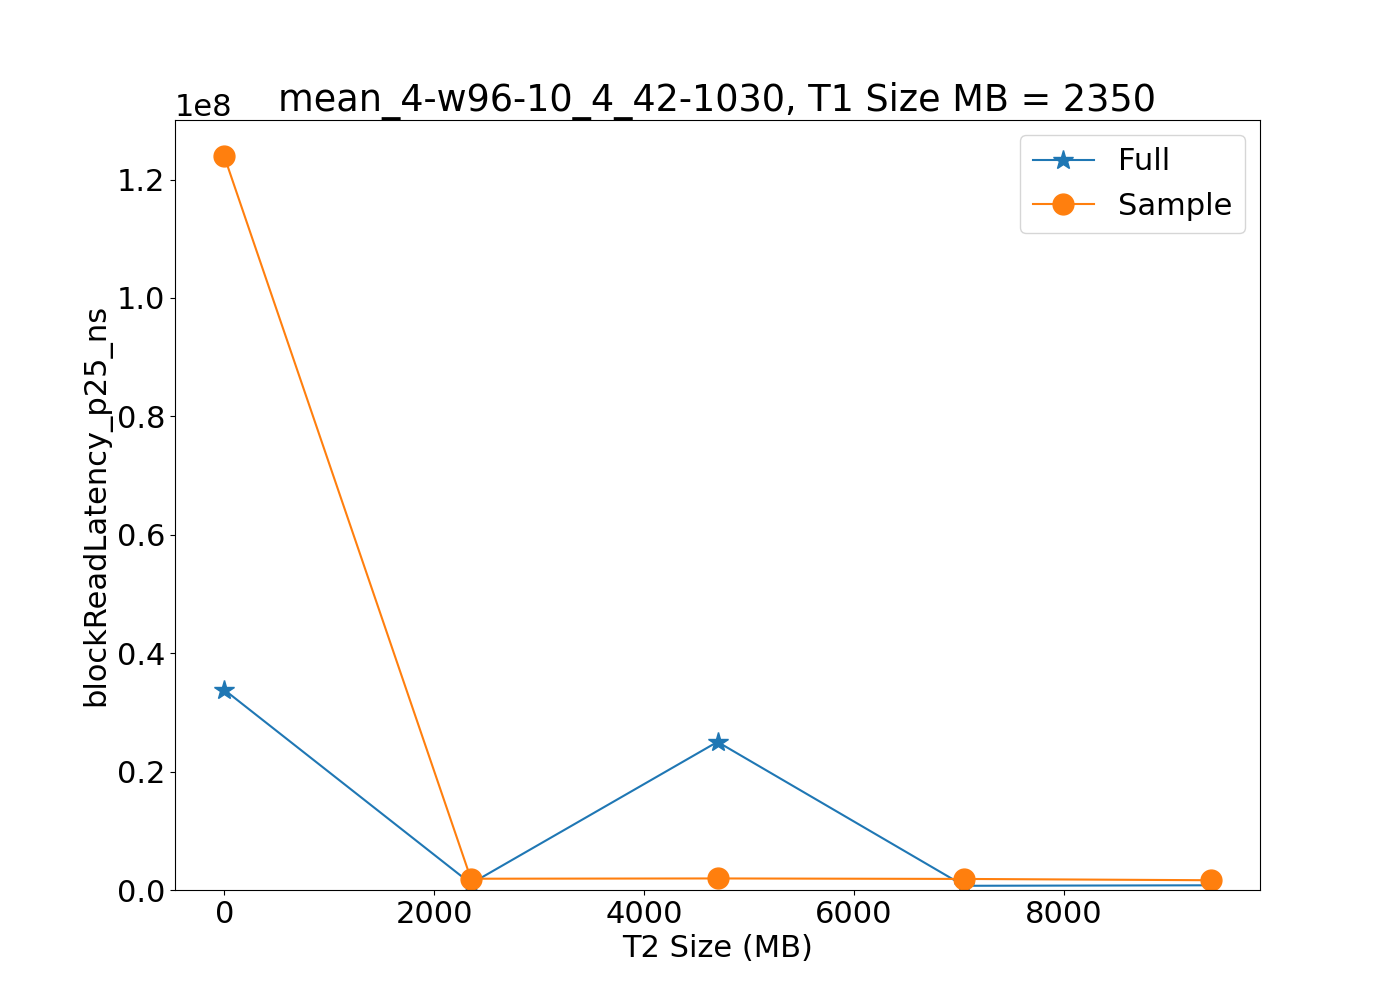 mean_4-w96-10_4_42-1030, T1 Size MB = 2350
1e8
Full
Sample
1.2
1.0
0.8
0.6
0.4
0.2
0.0
blockReadLatency_p25_ns
0 2000 4000 6000 8000
T2 Size (MB)